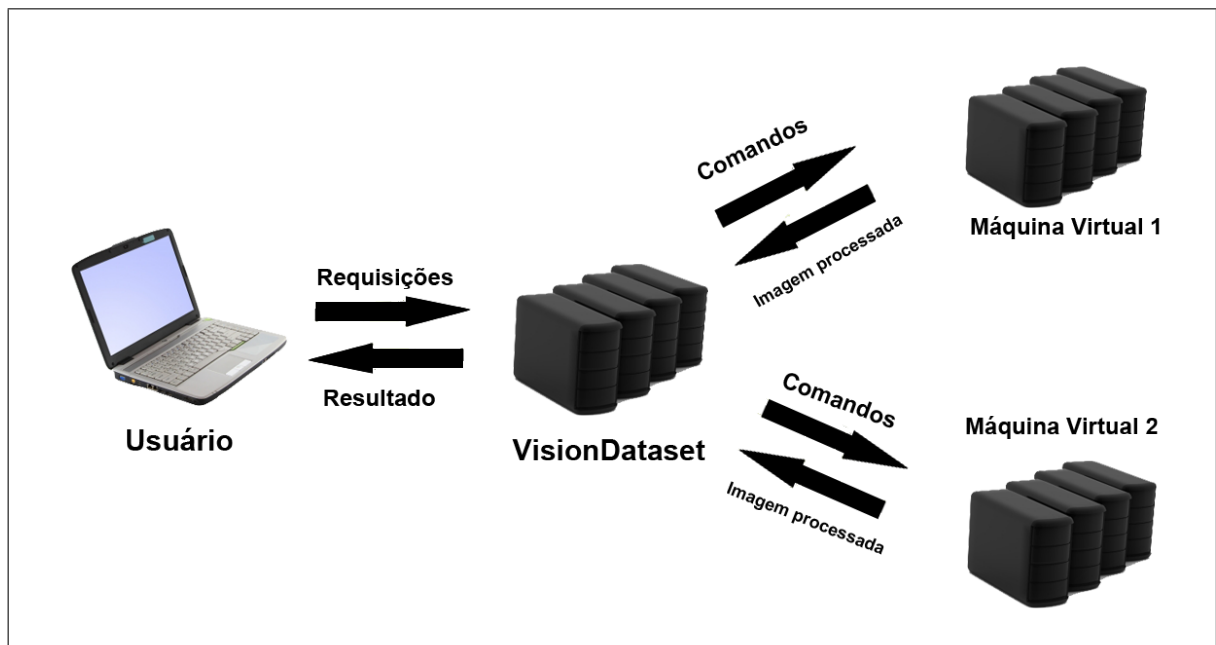 Comandos
Imagem processada
Máquina Virtual 1
Requisições
Resultado
Usuário
VisionDataset
Comandos
Imagem processada
Máquina Virtual 2